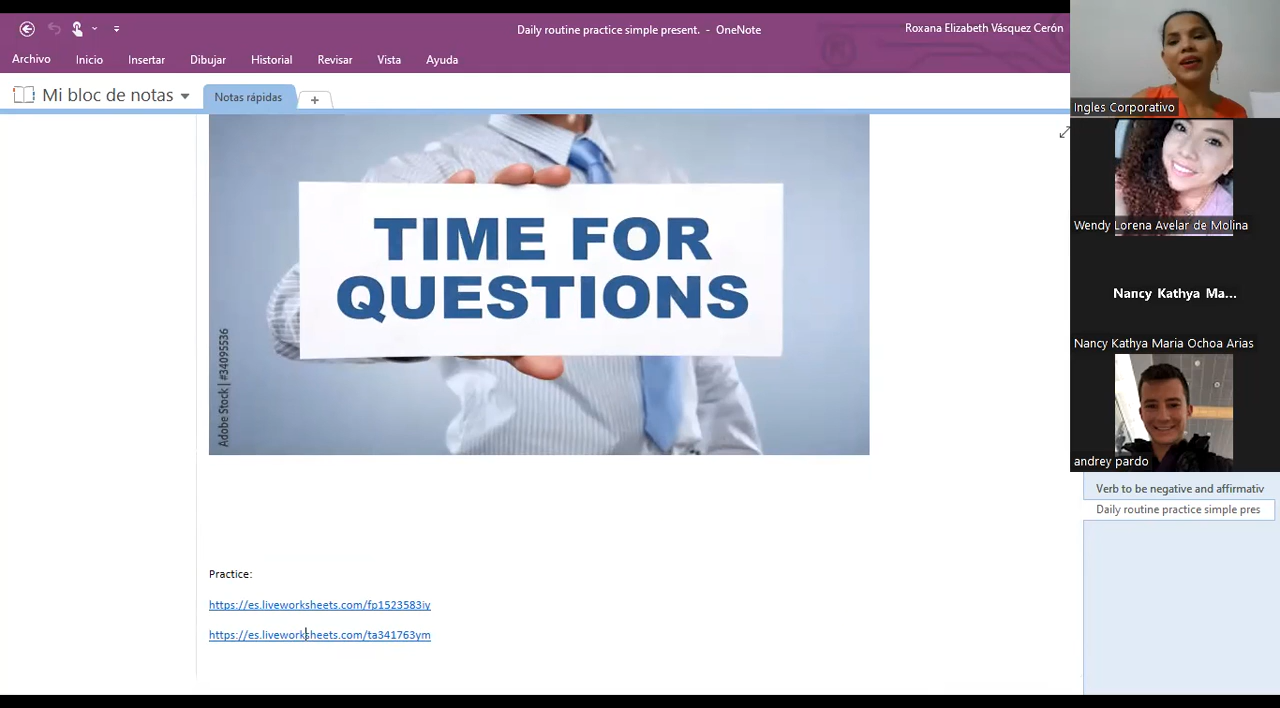 Daily routine practice simple present. - OneNote
Roxana Elizabeth Vásquez Cerón
Archivo Inicio Insertar Dibujar Historial Revisar Vista Ayuda
Mi bloc de notas
Notas rápidas
TIME FOR
QUESTIONS
Adobe Stock | #34095536
Practice:
https://es.liveworksheets.com/fp1523583iy
https://es.liveworksheets.com/ta341763ym
Ingles Corporativo
Wendy Lorena Avelar de Molina
Nancy Kathya Ma...
Nancy Kathya Maria Ochoa Arias
andrey pardo
Verb to be negative and affirmativ
Daily routine practice simple pres